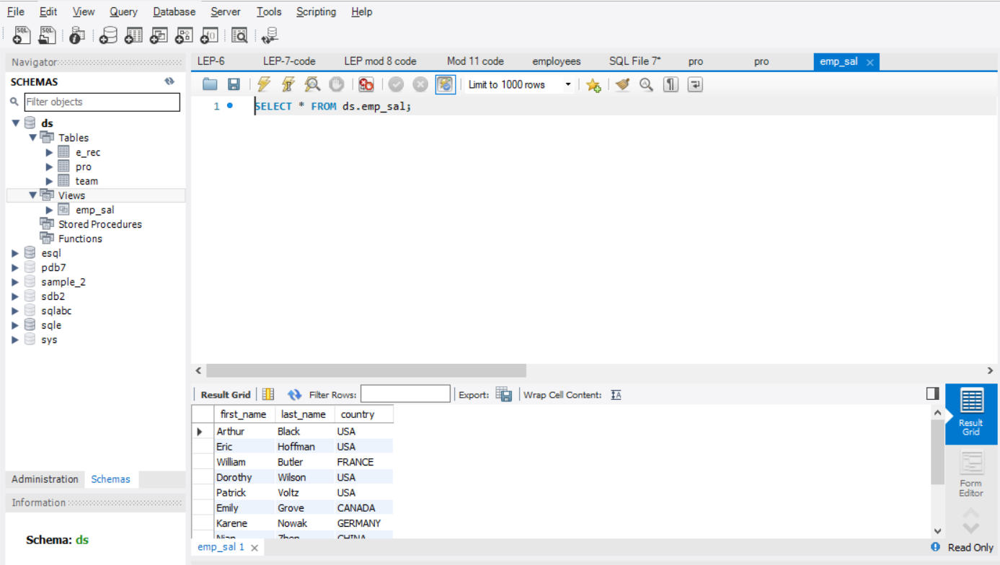 File Edit View Query Database Server Tools Scripting Help
SQL SQL
Navigator LEP-6 LEP-7-code LEP mod 8 code Mod 11 code employees SQL File 7* pro pro emp_sal
SCHEMAS
Limit to 1000 rows
Filter objects
1 SELECT * FROM ds.emp_sal;
ds
Tables
e_rec
pro
team
Views
emp_sal
Stored Procedures
Functions
esql
pdb7
sample_2
sdb2
sqlabc
sqle
sys
Result Grid Filter Rows: Export: Wrap Cell Content:
first_name last_name country
Arthur Black USA
Eric Hoffman USA
William Butler FRANCE
Dorothy Wilson USA
Patrick Voltz USA
Emily Grove CANADA
Karene Nowak GERMANY
Nian Zhen CHINA
Result
Grid
Form
Editor
Administration Schemas
Information
Schema: ds
emp_sal 1
Read Only